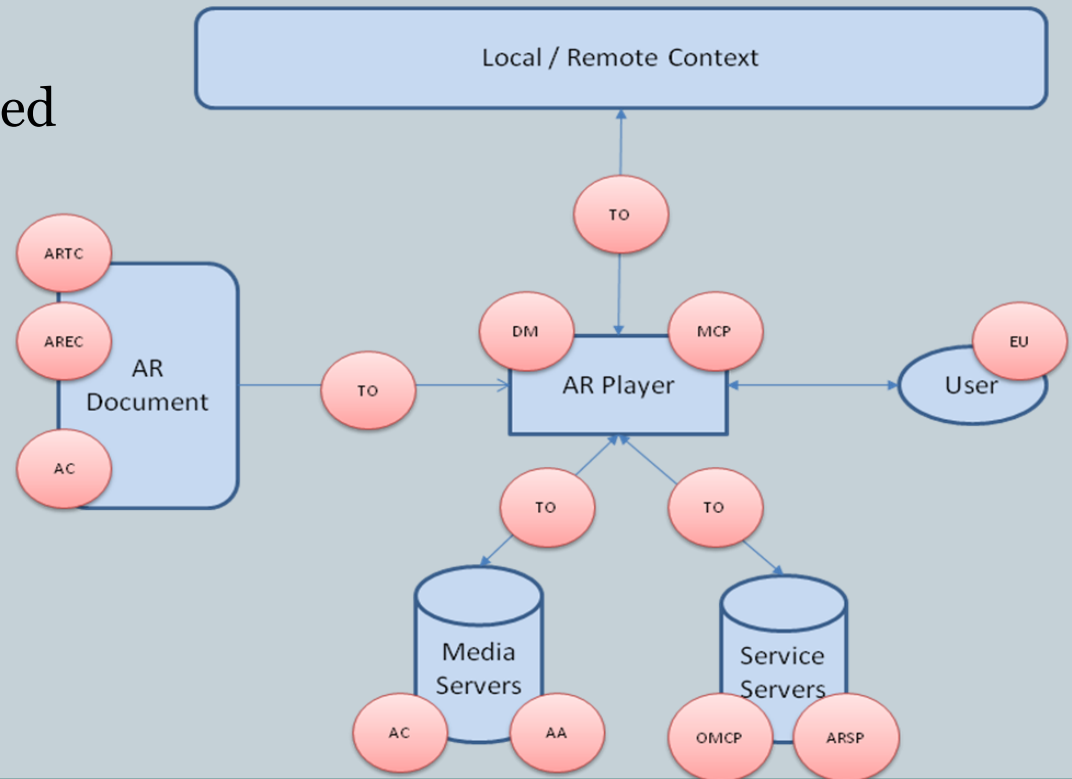 Local / Remote Context
ed
TO
ARTC
AREC
AR
Document
AC
TO
DM
MCP
AR Player
EU
User
TO
TO
Media
Servers
Service
Servers
AC
AA
OMCP
ARSP